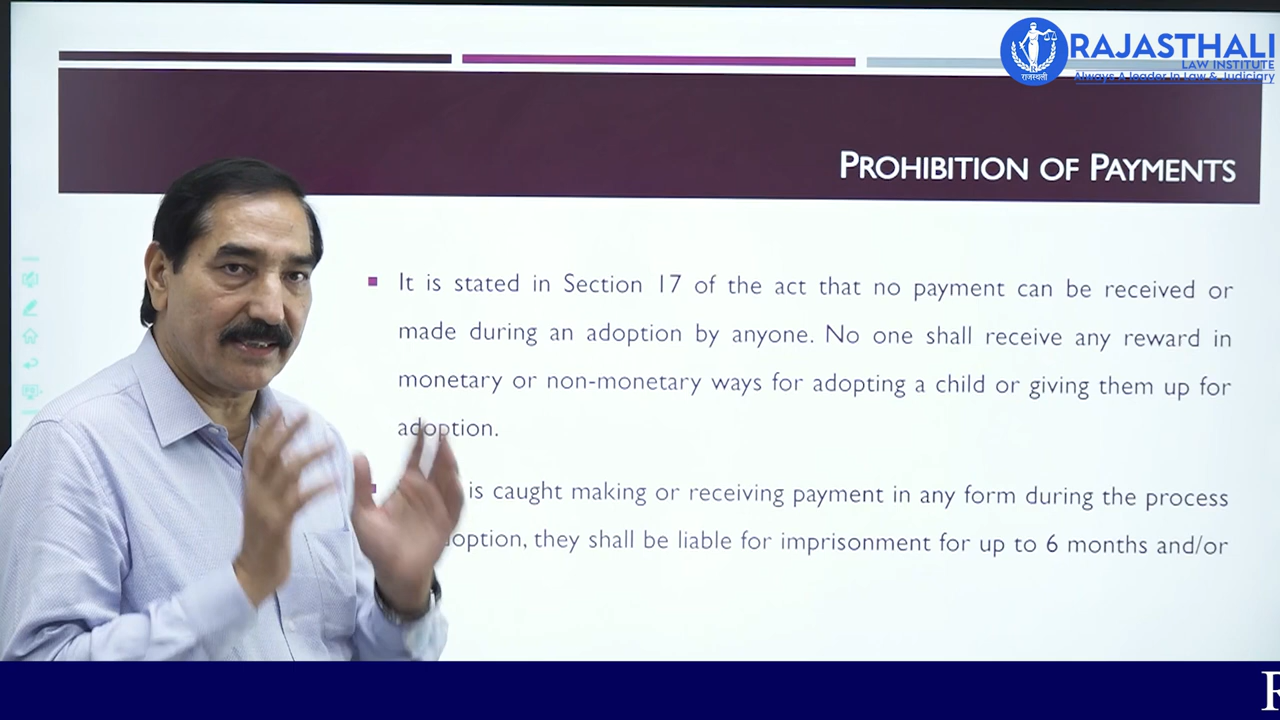 RAJASTHALI
LAW INSTITUTE
Always A leader In Law & Judiciary
राजस्थली
PROHIBITION OF PAYMENTS
It is stated in Section 17 of the act that no payment can be received or
made during an adoption by anyone. No one shall receive any reward in
monetary or non-monetary ways for adopting a child or giving them up for
adoption.
is caught making or receiving payment in any form during the process
option, they shall be liable for imprisonment for up to 6 months and/or
R